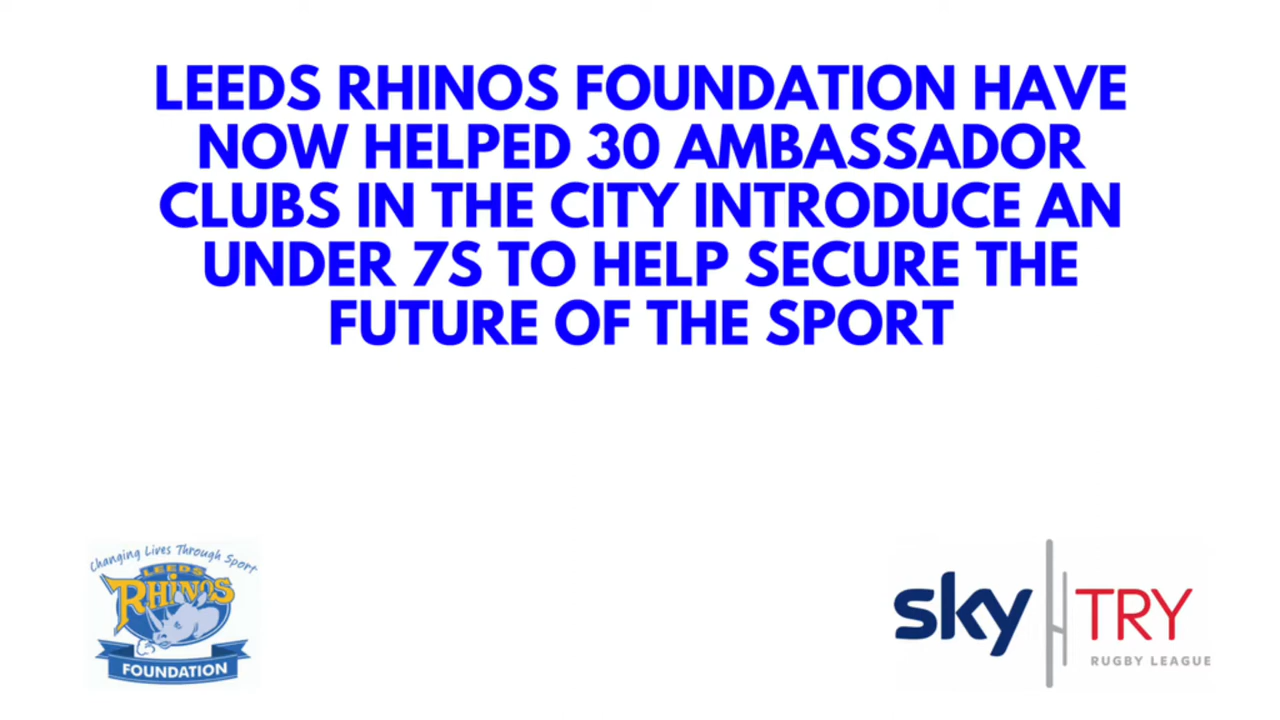 LEEDS RHINOS FOUNDATION HAVE
NOW HELPED 30 AMBASSADOR
CLUBS IN THE CITY INTRODUCE AN
UNDER 7S TO HELP SECURE THE
FUTURE OF THE SPORT
Changing Lives Through Sport
LEEDS
RHINOS
FOUNDATION
sky TRY
RUGBY LEAGUE